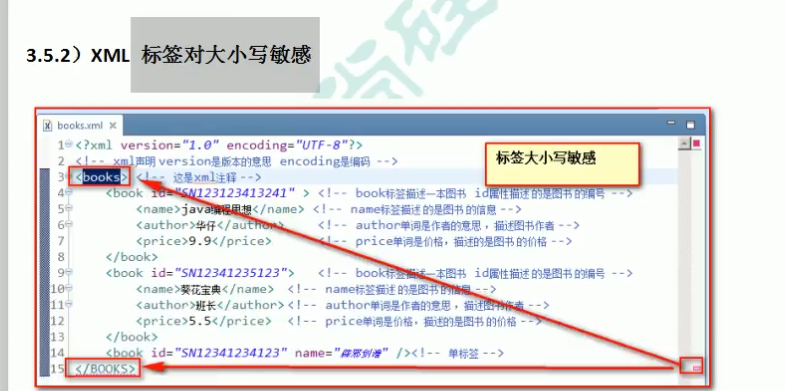 3.5.2）XML 标签对大小写敏感
books.xml
标签大小写敏感
1 <?xml version="1.0" encoding="UTF-8"?>
2 <!-- xml声明 version是版本的意思 encoding是编码 -->
3 <books> <!-- 这是xml注释 -->
4 <book id="SN123123413241" > <!-- book标签描述一本图书 id属性描述的是图书的编号 -->
5 <name>java编程思想</name> <!-- name标签描述的是图书的信息 -->
6 <author>华仔</author> <!-- author单词是作者的意思，描述图书作者 -->
7 <price>9.9</price> <!-- price单词是价格，描述的是图书的价格 -->
8 </book>
9 <book id="SN12341235123"> <!-- book标签描述一本图书 id属性描述的是图书的编号 -->
10 <name>葵花宝典</name> <!-- name标签描述的是图书的信息 -->
11 <author>班长</author> <!-- author单词是作者的意思，描述图书作者 -->
12 <price>5.5</price> <!-- price单词是价格，描述的是图书的价格 -->
13 </book>
14 <book id="SN12341234123" name="辟邪剑谱" /><!-- 单标签 -->
15 </BOOKS>